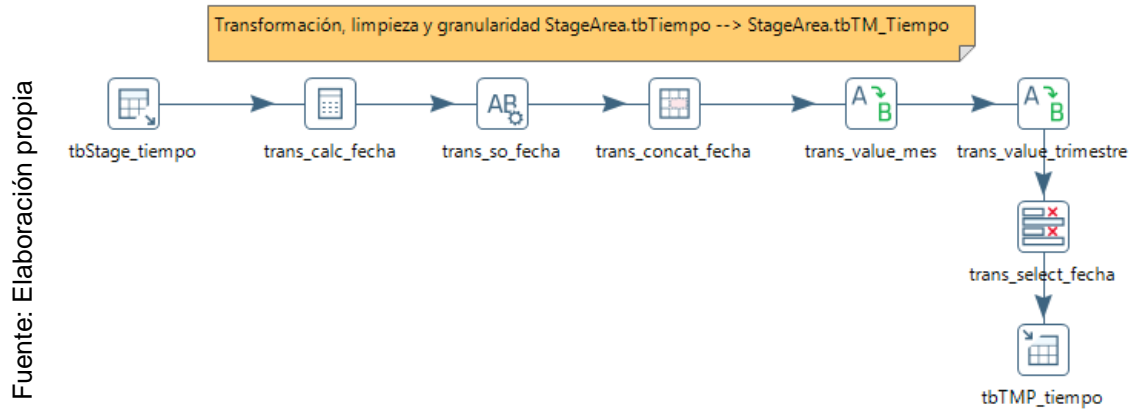 Transformación, limpieza y granularidad StageArea.tbTiempo --> StageArea.tbTM_Tiempo
tbStage_tiempo
trans_calc_fecha
trans_so_fecha
trans_concat_fecha
trans_value_mes
trans_value_trimestre
trans_select_fecha
tbTMP_tiempo
Fuente: Elaboración propia